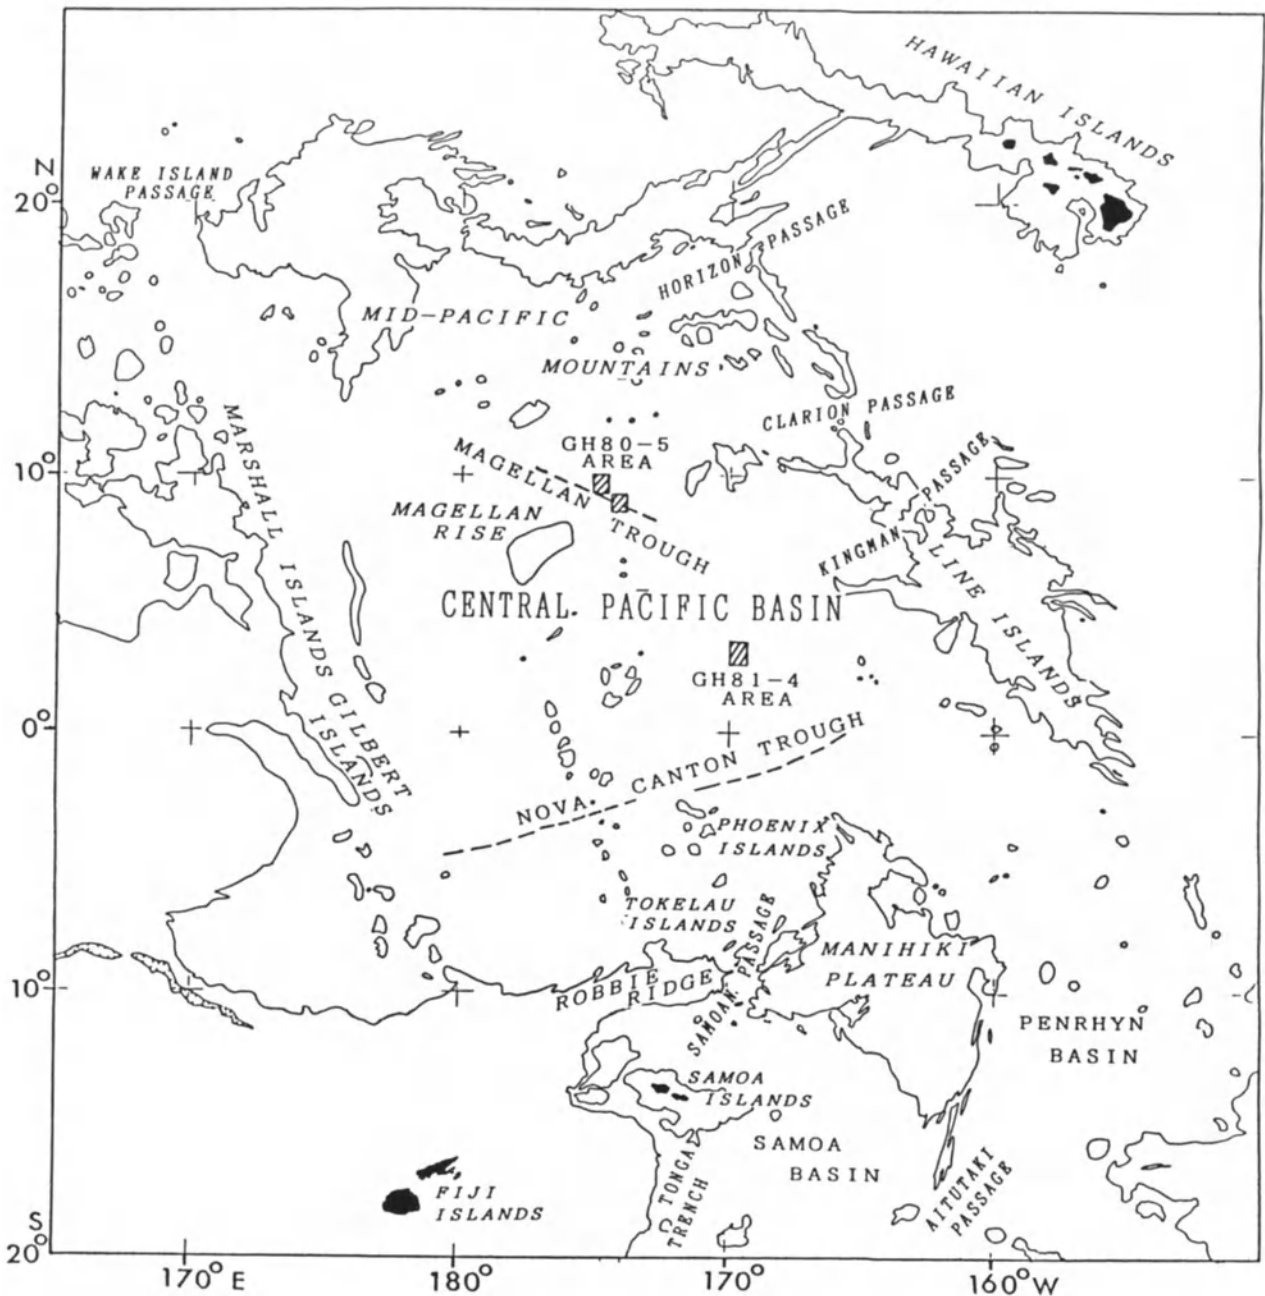 HAWAIIAN ISLANDS
N
WAKE ISLAND
PASSAGE
20°
HORIZON PASSAGE
MID-PACIFIC
MOUNTAINS
CLARION PASSAGE
GH80-5
AREA
10°
MAGELLAN
TROUGH
MARSHALL ISLANDS
KINGMAN PASSAGE
MAGELLAN
RISE
LINE ISLANDS
CENTRAL PACIFIC BASIN
GH81-4
AREA
GILBERT
ISLANDS
0°
NOVA CANTON TROUGH
PHOENIX
ISLANDS
TOKELAU
ISLANDS
SAMOAN PASSAGE
MANIHIKI
PLATEAU
10°
ROBBIE
RIDGE
PENRHYN
BASIN
SAMOA
ISLANDS
SAMOA
BASIN
TONGA
TRENCH
AITUTAKI
PASSAGE
FIJI
ISLANDS
S
20°
170°E
180°
170°
160°W